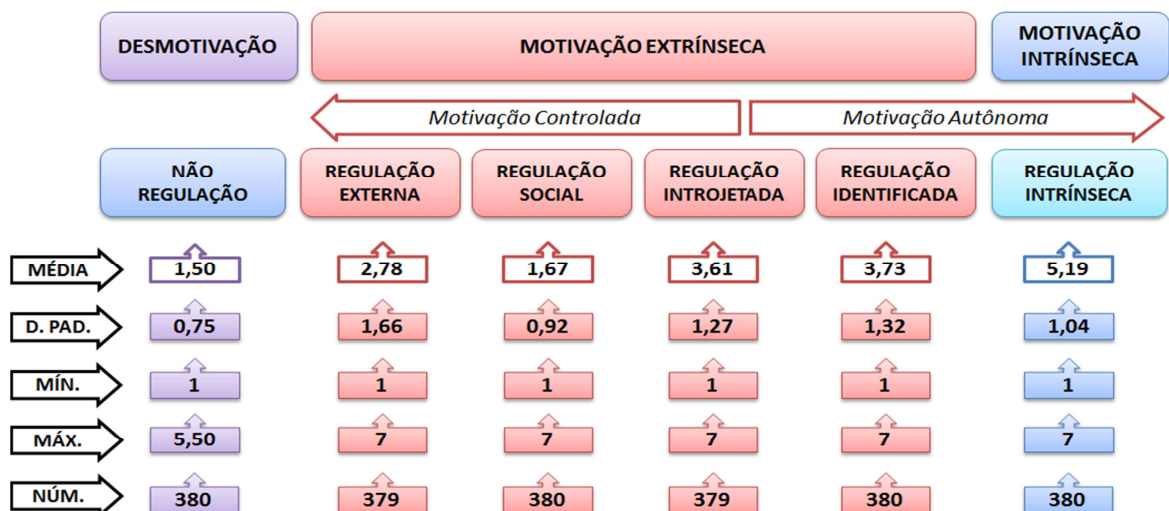 DESMOTIVAÇÃO
MOTIVAÇÃO EXTRÍNSECA
MOTIVAÇÃO
INTRÍNSECA
Motivação Controlada
Motivação Autônoma
NÃO
REGULAÇÃO
REGULAÇÃO
EXTERNA
REGULAÇÃO
SOCIAL
REGULAÇÃO
INTROJETADA
REGULAÇÃO
IDENTIFICADA
REGULAÇÃO
INTRÍNSECA
MÉDIA 1,50 2,78 1,67 3,61 3,73 5,19
D. PAD. 0,75 1,66 0,92 1,27 1,32 1,04
MÍN. 1 1 1 1 1 1
MÁX. 5,50 7 7 7 7 7
NÚM. 380 379 380 379 380 380